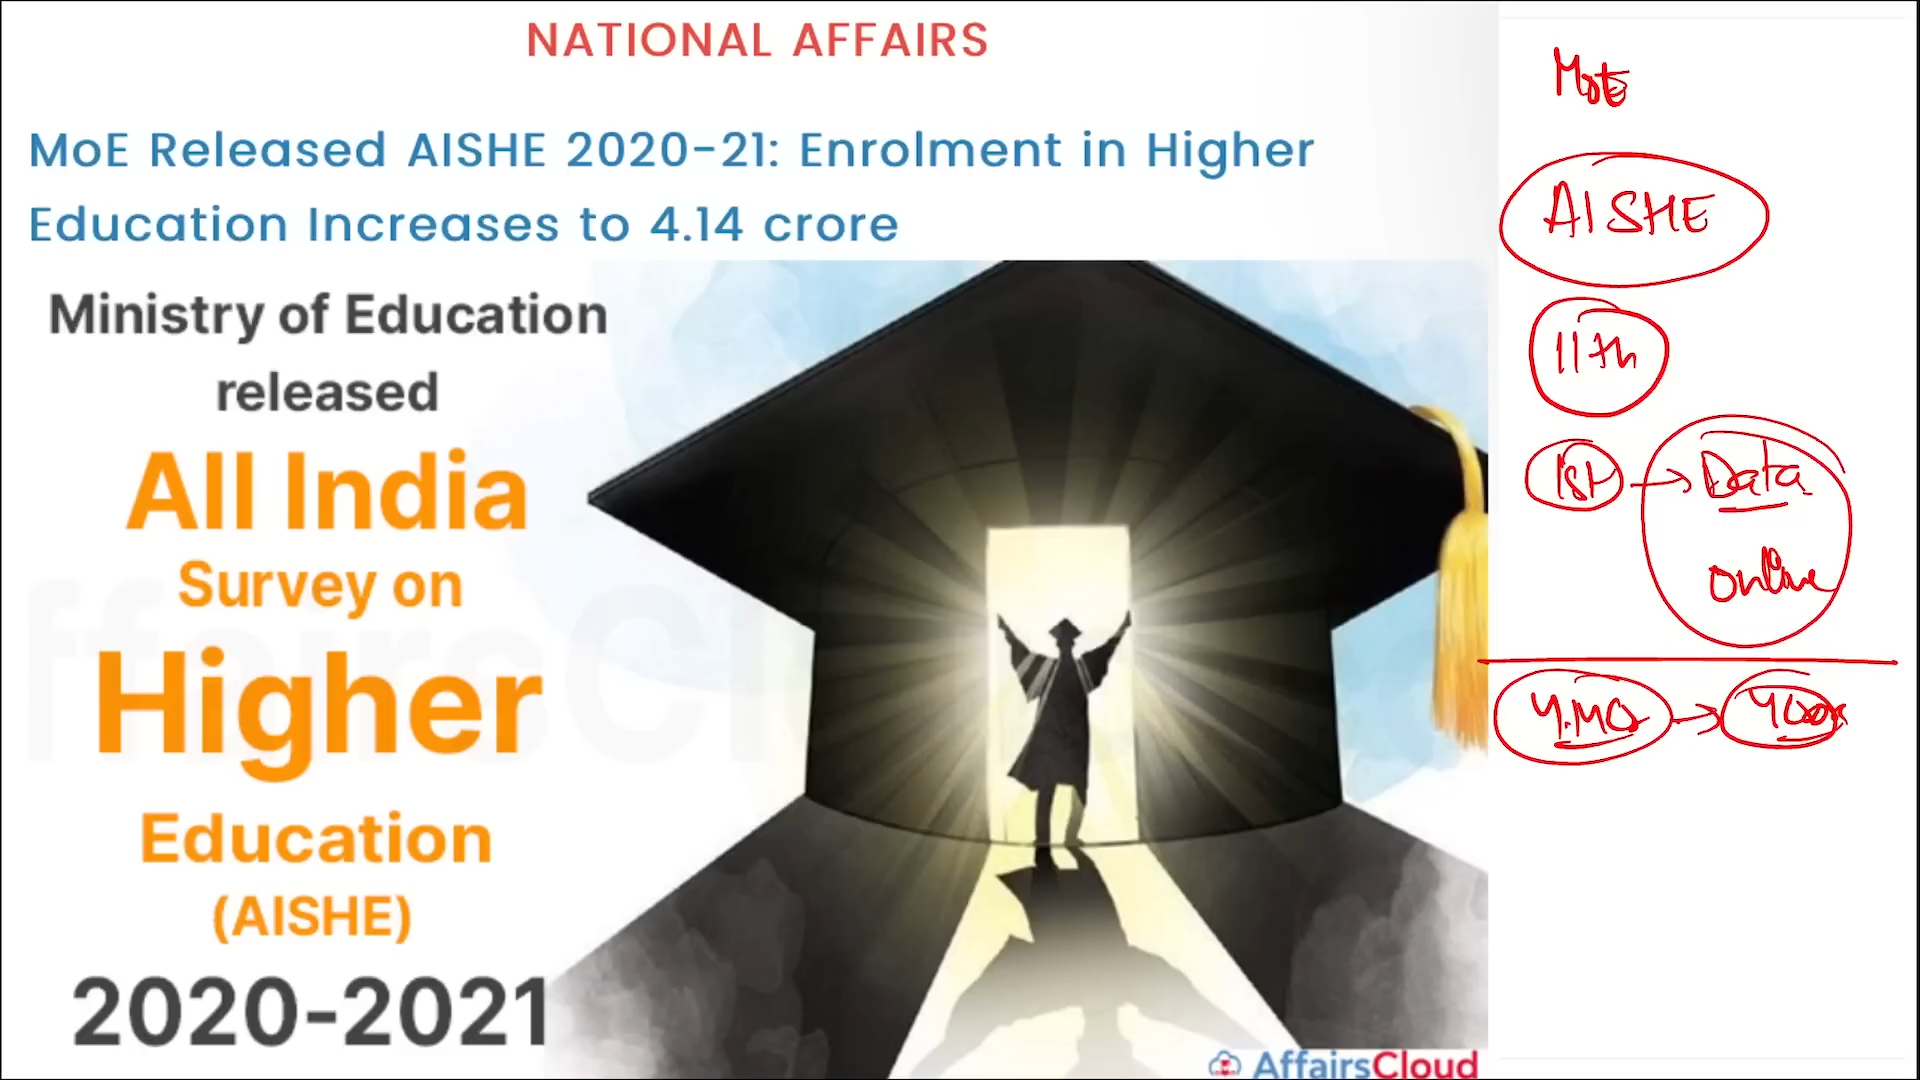 NATIONAL AFFAIRS
MoE Released AISHE 2020-21: Enrolment in Higher
Education Increases to 4.14 crore
Ministry of Education
released
All India
Survey on
Higher
Education
(AISHE)
2020-2021
AffairsCloud
MoE
AISHE
11th
1st → Data
online